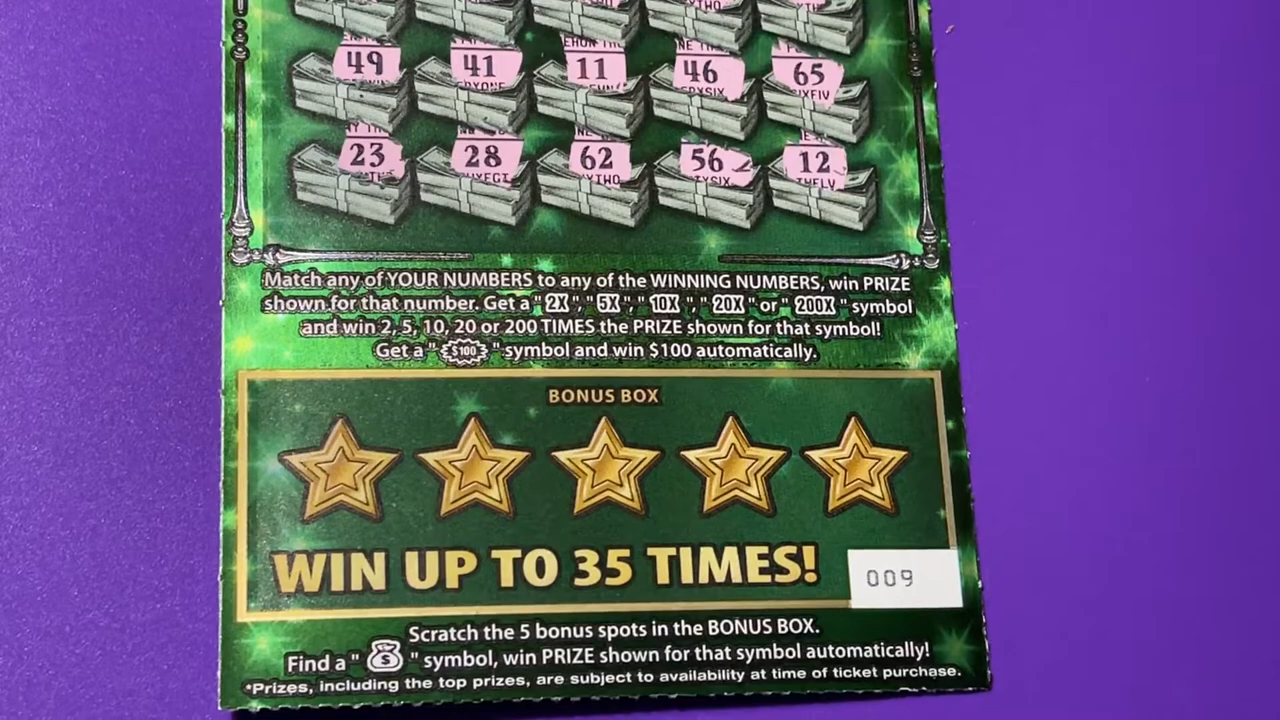 49 41 11 46 65
SIXFIV
23 28 62 56 12
Match any of YOUR NUMBERS to any of the WINNING NUMBERS, win PRIZE
shown for that number. Get a "2X", "5X", "10X", "20X" or "200X" symbol
and win 2, 5, 10, 20 or 200 TIMES the PRIZE shown for that symbol!
Get a "$100" symbol and win $100 automatically.
BONUS BOX
WIN UP TO 35 TIMES!
009
Scratch the 5 bonus spots in the BONUS BOX.
Find a "$" symbol, win PRIZE shown for that symbol automatically!
*Prizes, including the top prizes, are subject to availability at time of ticket purchase.